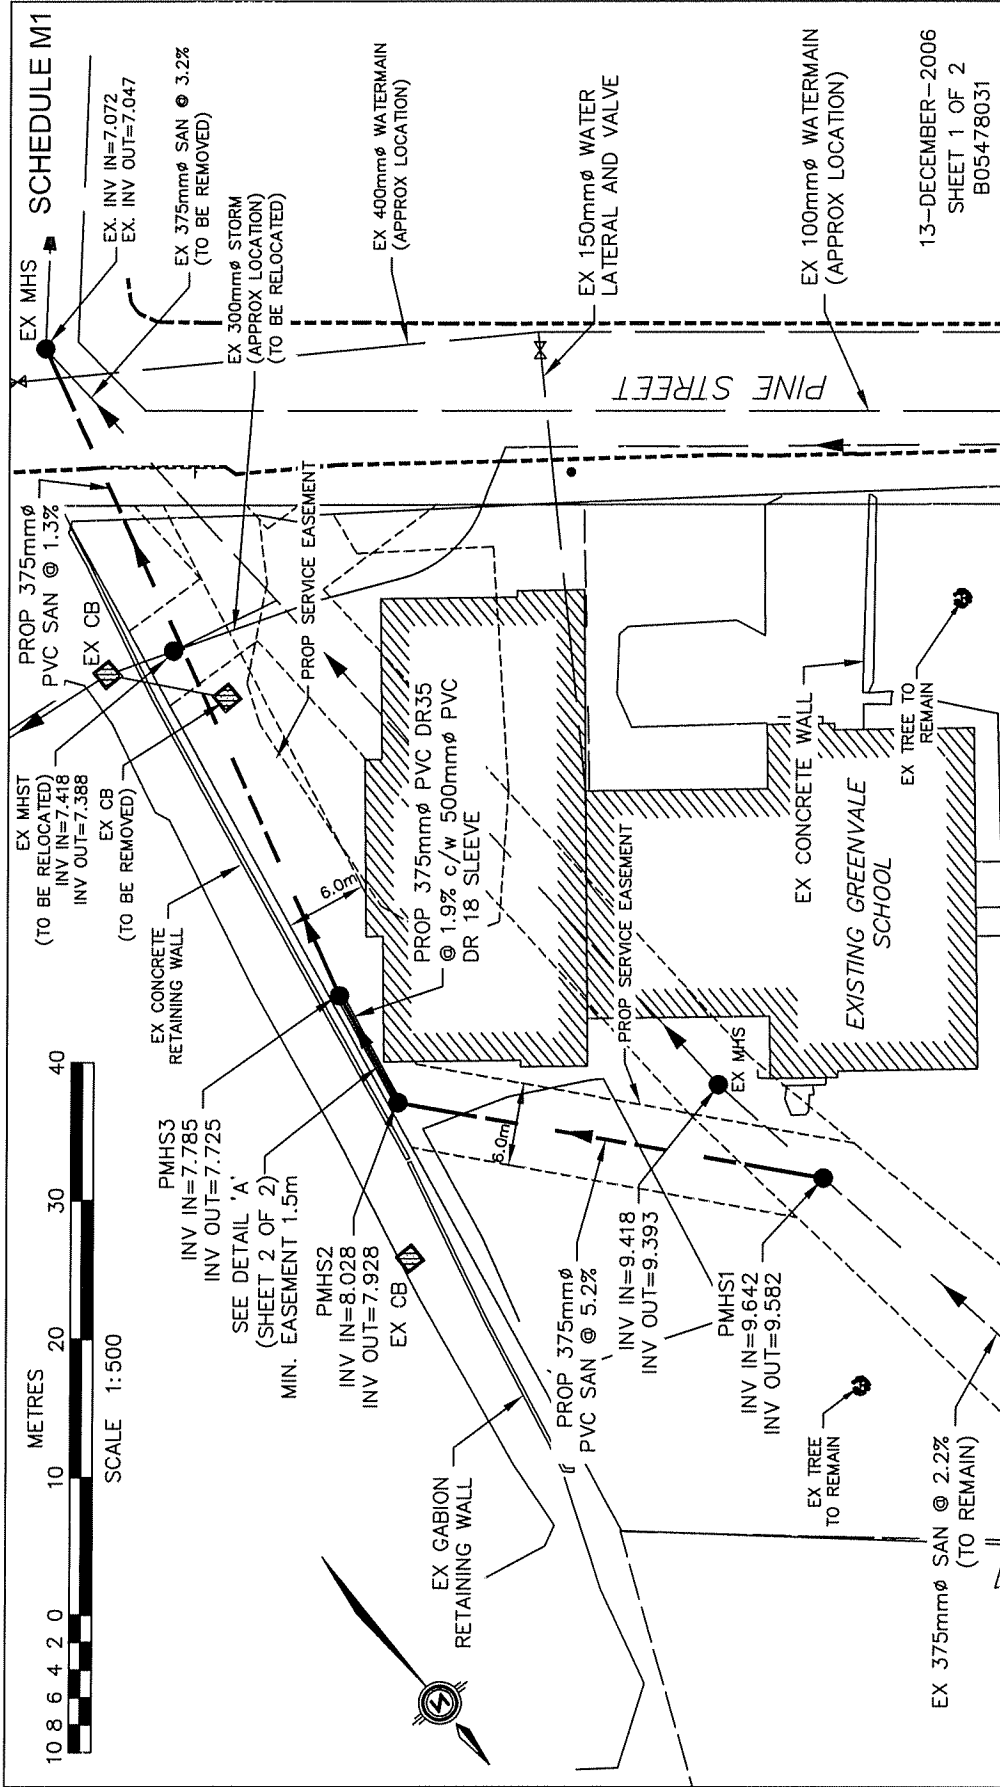 METRES
10 8 6 4 2 0 10 20 30 40
SCALE 1:500
SCHEDULE M1
EX MHS
EX. INV IN=7.072
EX. INV OUT=7.047
EX 375mmø SAN @ 3.2%
(TO BE REMOVED)
EX 300mmø STORM
(APPROX LOCATION)
(TO BE RELOCATED)
EX 400mmø WATERMAIN
(APPROX LOCATION)
EX 150mmø WATER
LATERAL AND VALVE
EX 100mmø WATERMAIN
(APPROX LOCATION)
13-DECEMBER-2006
SHEET 1 OF 2
B05478031
PINE STREET
PROP 375mmø
PVC SAN @ 1.3%
EX CB
EX MHST
(TO BE RELOCATED)
INV IN=7.418
INV OUT=7.388
EX CB
(TO BE REMOVED)
PROP SERVICE EASEMENT
EX CONCRETE
RETAINING WALL
6.0m
PROP 375mmø PVC DR35
@ 1.9% c/w 500mmø PVC
DR 18 SLEEVE
PMHS3
INV IN=7.785
INV OUT=7.725
SEE DETAIL 'A'
(SHEET 2 OF 2)
MIN. EASEMENT 1.5m
PMHS2
INV IN=8.028
INV OUT=7.928
EX CB
6.0m
PROP SERVICE EASEMENT
EX CONCRETE WALL
EX TREE TO
REMAIN
EXISTING GREENVALE
SCHOOL
EX MHS
INV IN=9.418
INV OUT=9.393
PROP 375mmø
PVC SAN @ 5.2%
PMHS1
INV IN=9.642
INV OUT=9.582
EX GABION
RETAINING WALL
EX TREE
TO REMAIN
EX 375mmø SAN @ 2.2%
(TO REMAIN)
N